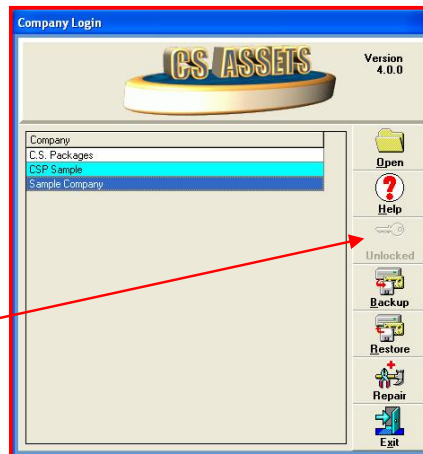 Company Login
CS ASSETS
Version
4.0.0
Company
C.S. Packages
CSP Sample
Sample Company
Open
Help
Unlocked
Backup
Restore
Repair
Exit